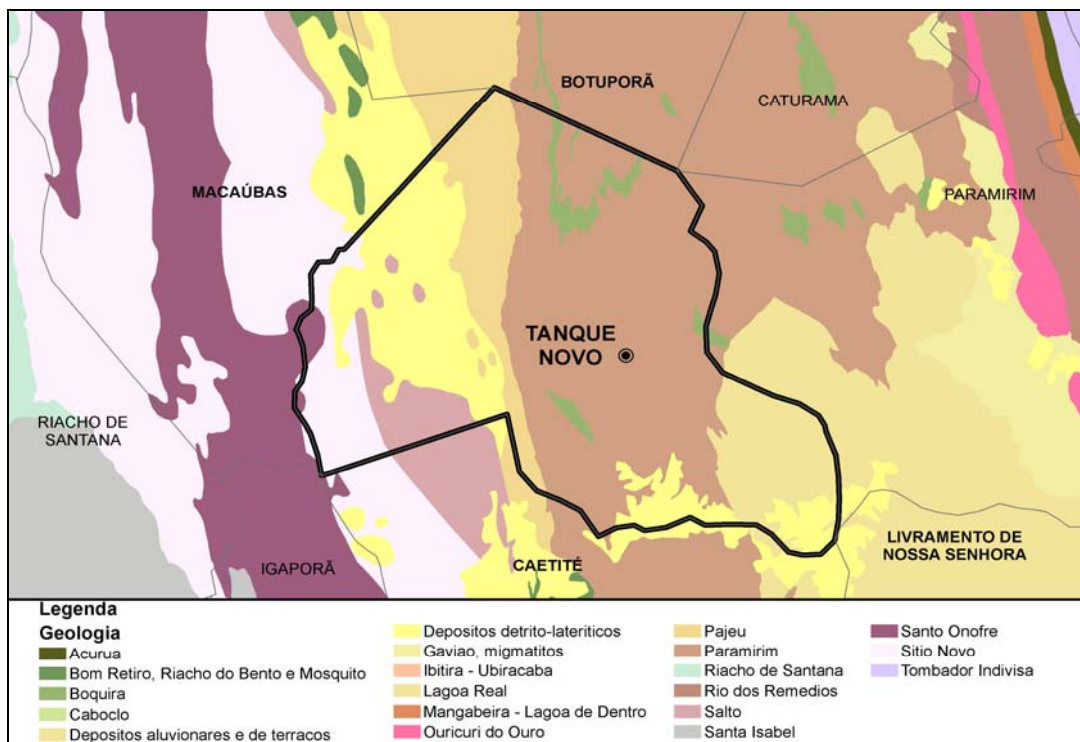 BOTUPORÃ
CATURAMA
MACAÚBAS
PARAMIRIM
TANQUE
NOVO
RIACHO DE
SANTANA
IGAPORÃ
CAETITÉ
LIVRAMENTO DE
NOSSA SENHORA
Legenda
Geologia
Acurua
Bom Retiro, Riacho do Bento e Mosquito
Boquira
Caboclo
Depositos aluvionares e de terracos
Depositos detrito-lateriticos
Gaviao, migmatitos
Ibitira - Ubiracaba
Lagoa Real
Mangabeira - Lagoa de Dentro
Ouricuri do Ouro
Pajeu
Paramirim
Riacho de Santana
Rio dos Remedios
Salto
Santa Isabel
Santo Onofre
Sitio Novo
Tombador Indivisa